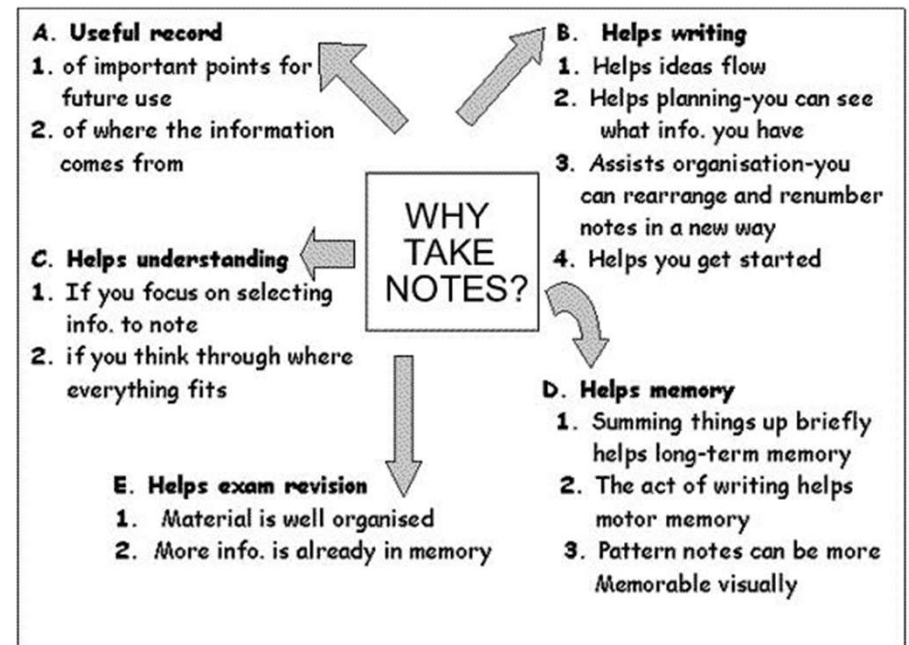 A. Useful record
1. of important points for
future use
2. of where the information
comes from
B. Helps writing
1. Helps ideas flow
2. Helps planning-you can see
what info. you have
3. Assists organisation-you
can rearrange and renumber
notes in a new way
4. Helps you get started
WHY
TAKE
NOTES?
C. Helps understanding
1. If you focus on selecting
info. to note
2. if you think through where
everything fits
D. Helps memory
1. Summing things up briefly
helps long-term memory
2. The act of writing helps
motor memory
3. Pattern notes can be more
Memorable visually
E. Helps exam revision
1. Material is well organised
2. More info. is already in memory